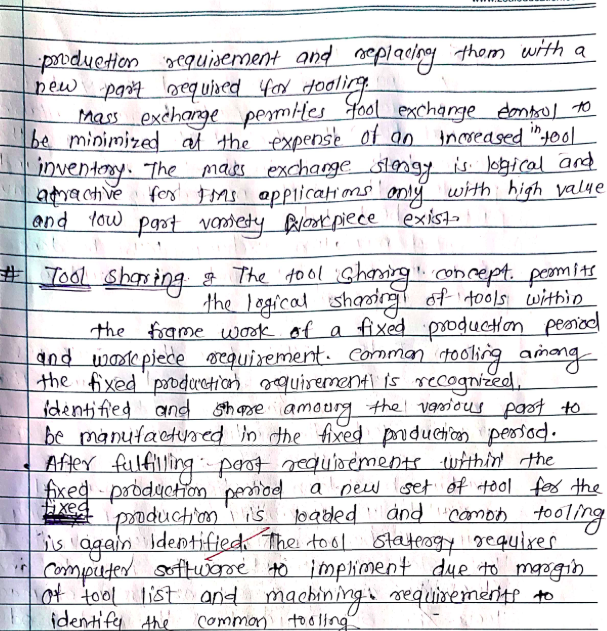 production requirement and replacing them with a
new part required for tooling.
Mass exchange permites tool exchange control to
be minimized at the expense of an increased in tool
inventory. The mass exchange stargy is logical and
attractive for FMS applications only with high value
and low part variety workpiece exist.
# Tool sharing : The tool sharing concept. permits
the logical sharing of tools within
the frame work of a fixed production period
and workpiece requirement. common tooling among
the fixed production requirement is recognized,
identified and share amoung the various part to
be manufactured in the fixed production period.
After fulfilling part requirements within the
fixed production period a new set of tool for the
fixed production is loaded and camon tooling
is again identified. The tool statergy requires
computer software to impliment due to margin
of tool list and machining requirements to
identify the common tooling